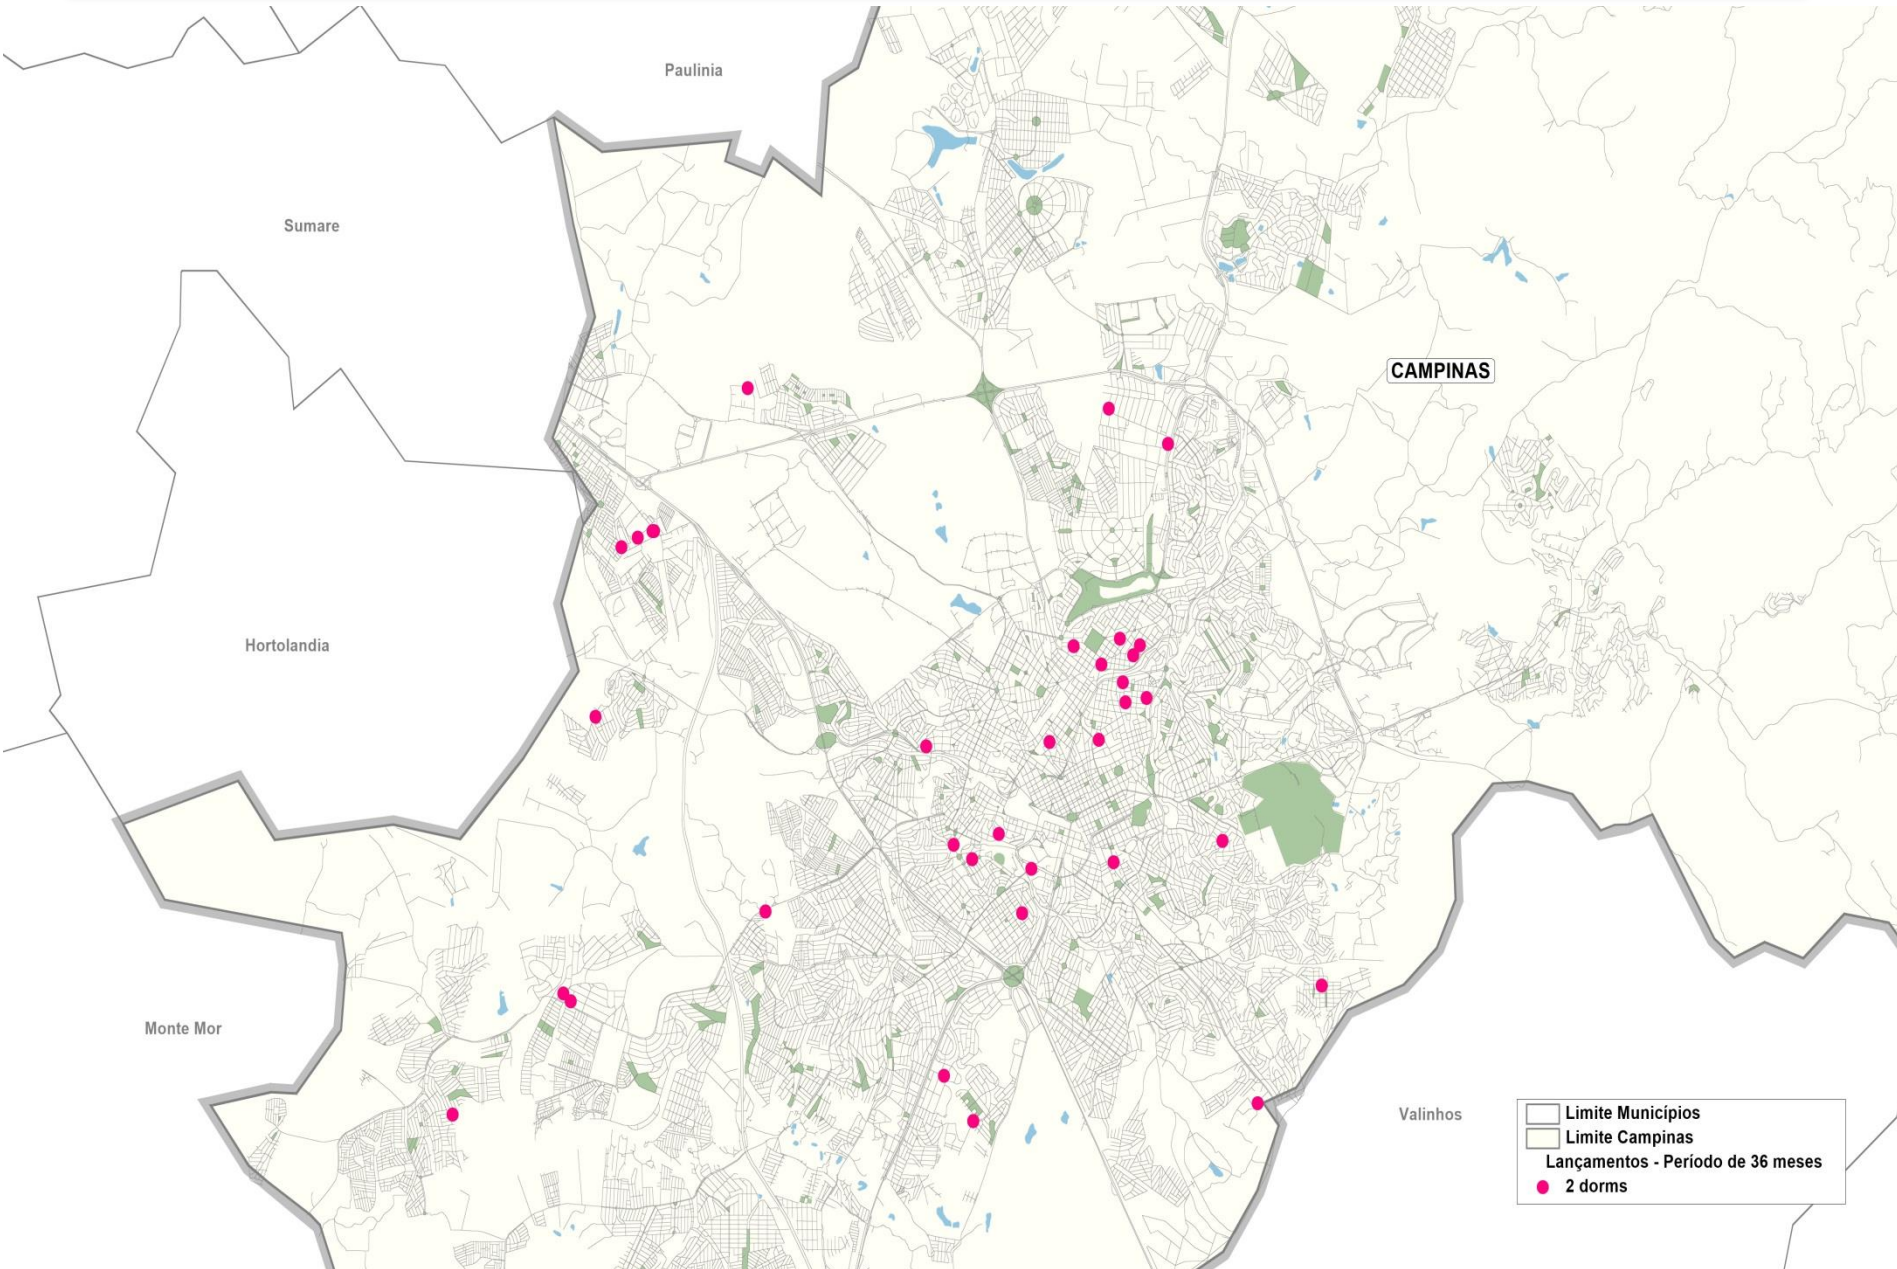 Paulinia
Sumare
CAMPINAS
Hortolandia
Monte Mor
Valinhos
Limite Municípios
Limite Campinas
Lançamentos - Período de 36 meses
2 dorms